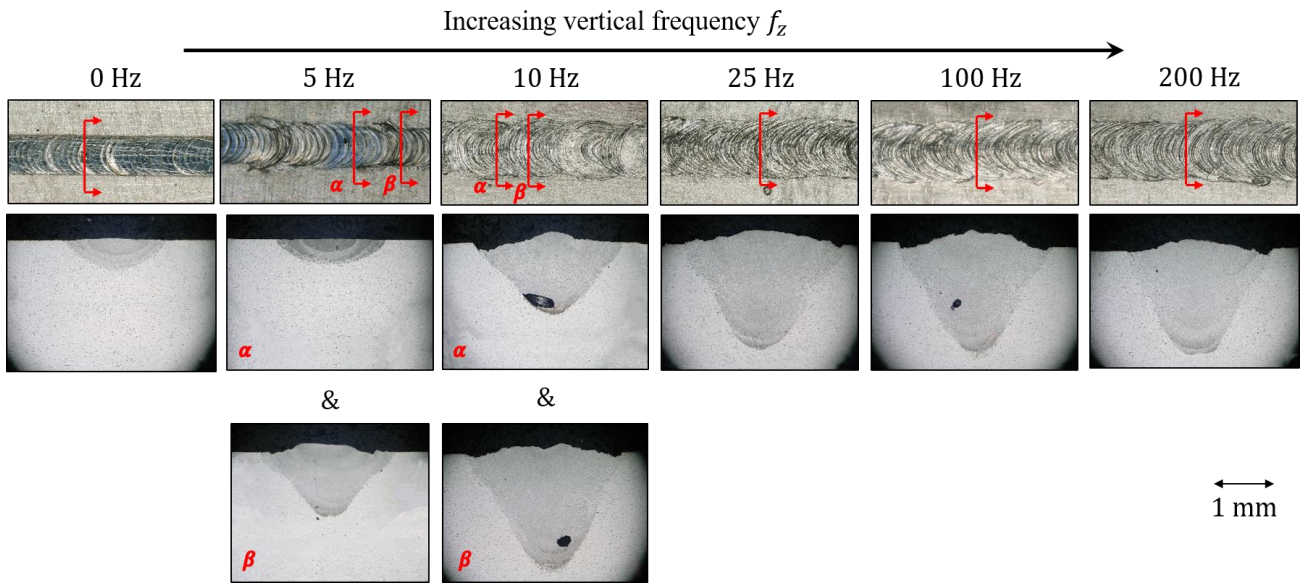 Increasing vertical frequency f_z
0 Hz 5 Hz 10 Hz 25 Hz 100 Hz 200 Hz
α β α β
α α
& &
β β
1 mm